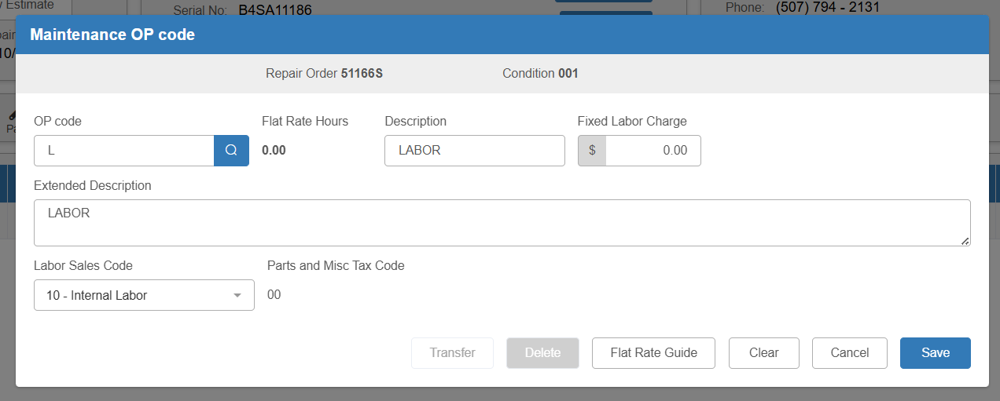 Estimate
Serial No: B4SA11186
Phone: (507) 794 - 2131
Maintenance OP code
Repair Order 51166S Condition 001
OP code Flat Rate Hours Description Fixed Labor Charge
L 0.00 LABOR $ 0.00
Extended Description
LABOR
Labor Sales Code Parts and Misc Tax Code
10 - Internal Labor 00
Transfer Delete Flat Rate Guide Clear Cancel Save